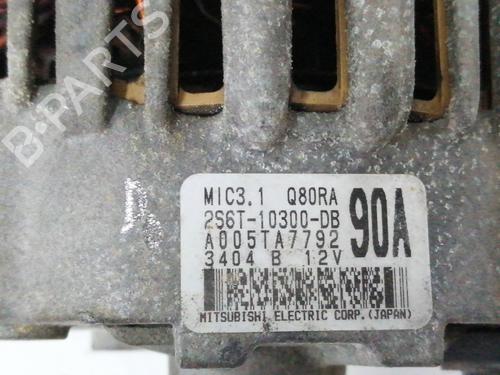 B-PARTS
MIC3.1 Q80RA
2S6T-10300-DB
90A
A005TA7792
3404 B 12V
MITSUBISHI ELECTRIC CORP.(JAPAN)